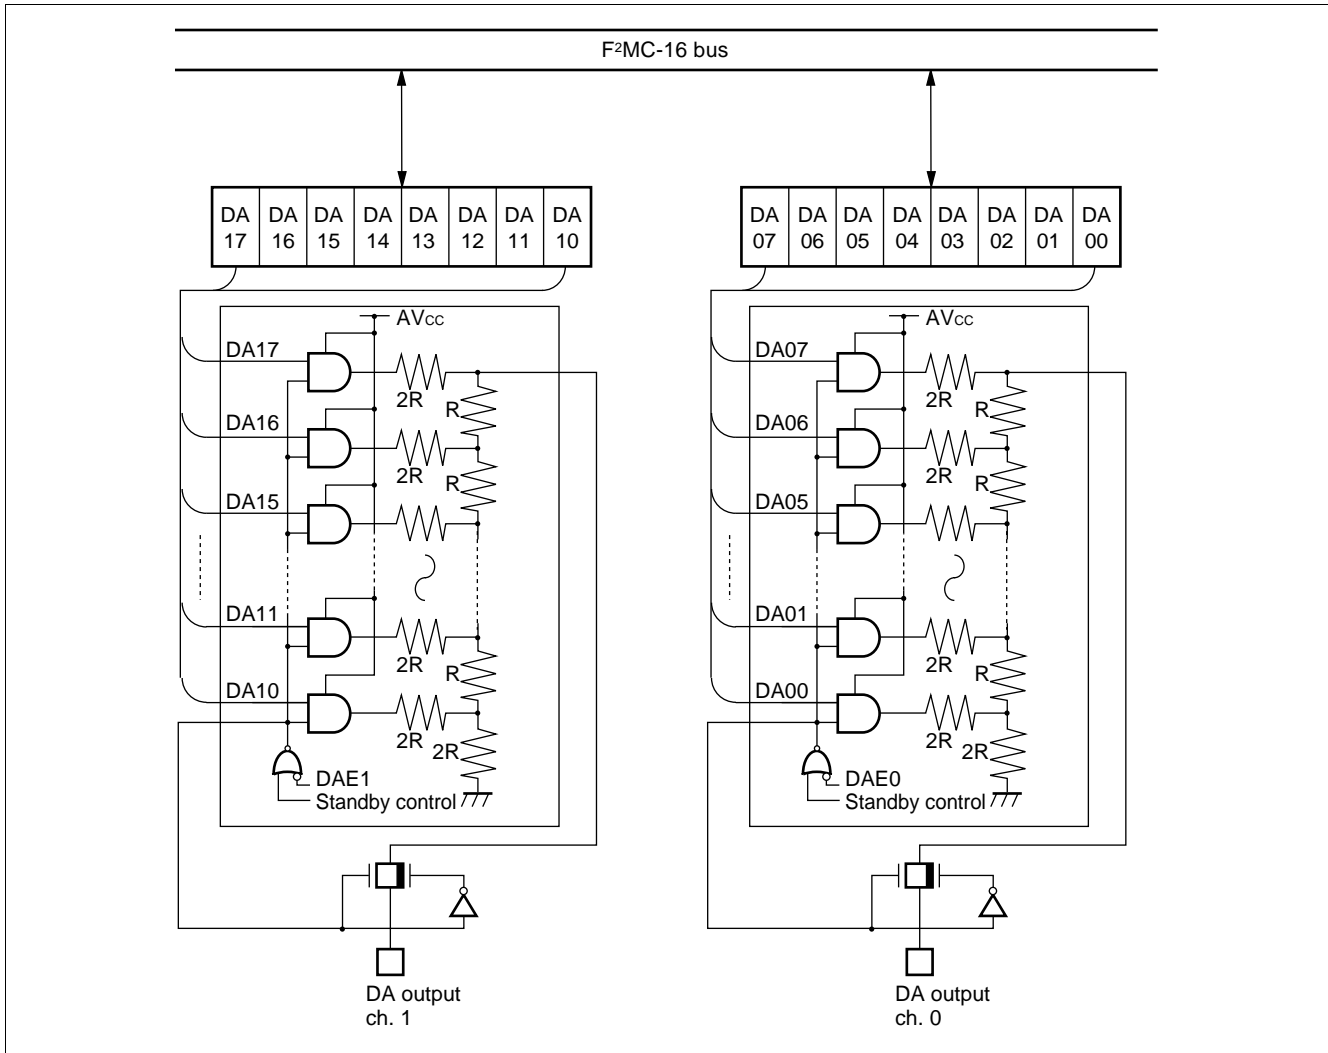 F²MC-16 bus
DA 17 DA 16 DA 15 DA 14 DA 13 DA 12 DA 11 DA 10
DA 07 DA 06 DA 05 DA 04 DA 03 DA 02 DA 01 DA 00
AVCC
DA17
2R
R
DA16
2R
R
DA15
DA11
2R
R
DA10
2R
2R
DAE1
Standby control
DA output
ch. 1
AVCC
DA07
2R
R
DA06
2R
R
DA05
DA01
2R
R
DA00
2R
2R
DAE0
Standby control
DA output
ch. 0